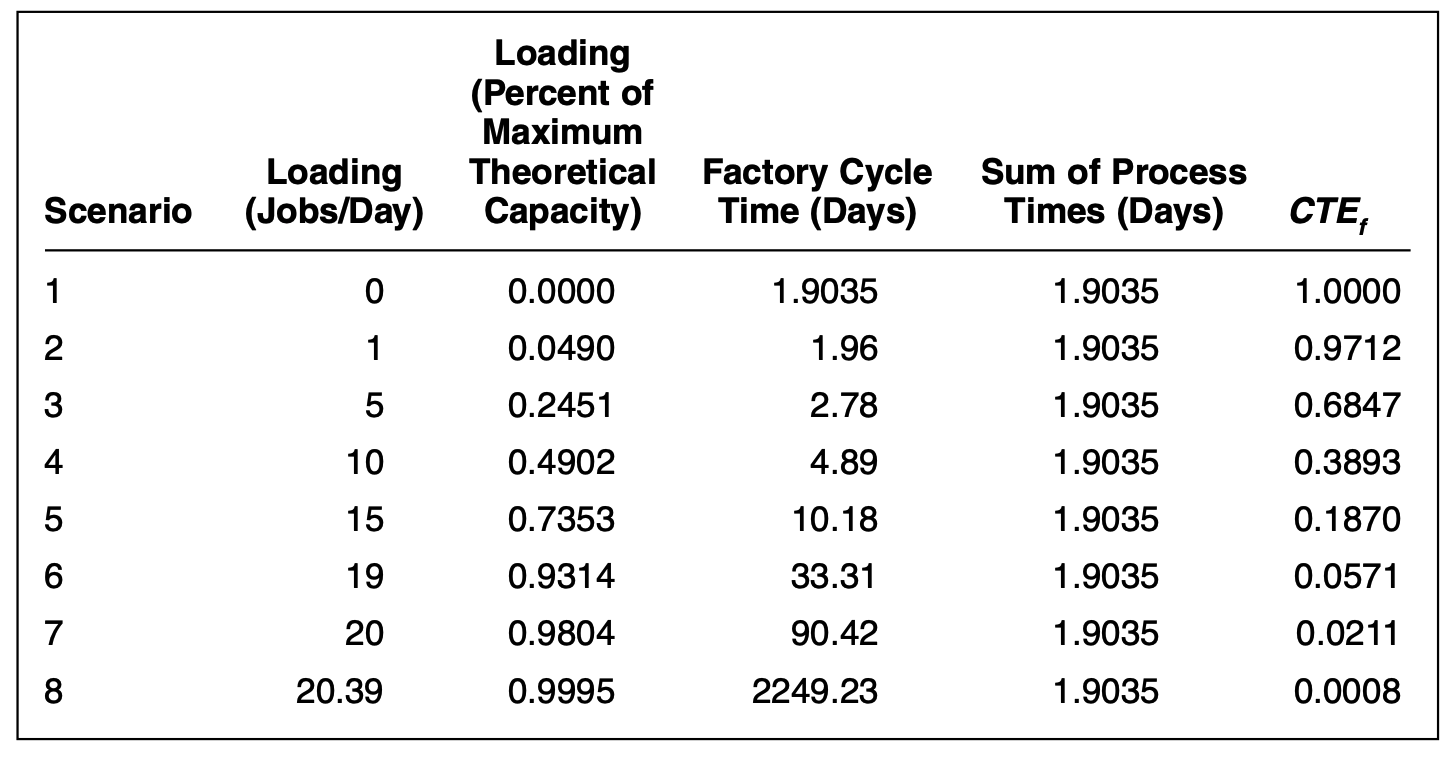 Loading
(Percent of
Maximum
Loading Theoretical Factory Cycle Sum of Process
Scenario (Jobs/Day) Capacity) Time (Days) Times (Days) CTEf
1 0 0.0000 1.9035 1.9035 1.0000
2 1 0.0490 1.96 1.9035 0.9712
3 5 0.2451 2.78 1.9035 0.6847
4 10 0.4902 4.89 1.9035 0.3893
5 15 0.7353 10.18 1.9035 0.1870
6 19 0.9314 33.31 1.9035 0.0571
7 20 0.9804 90.42 1.9035 0.0211
8 20.39 0.9995 2249.23 1.9035 0.0008